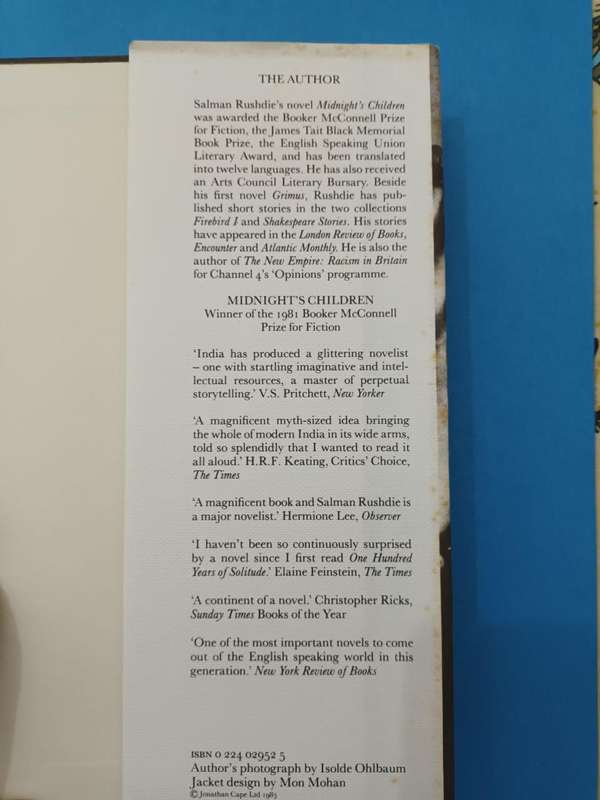 THE AUTHOR
Salman Rushdie's novel Midnight's Children
was awarded the Booker McConnell Prize
for Fiction, the James Tait Black Memorial
Book Prize, the English Speaking Union
Literary Award, and has been translated
into twelve languages. He has also received
an Arts Council Literary Bursary. Beside
his first novel Grimus, Rushdie has pub-
lished short stories in the two collections
Firebird I and Shakespeare Stories. His stories
have appeared in the London Review of Books,
Encounter and Atlantic Monthly. He is also the
author of The New Empire: Racism in Britain
for Channel 4's 'Opinions' programme.
MIDNIGHT'S CHILDREN
Winner of the 1981 Booker McConnell
Prize for Fiction
'India has produced a glittering novelist
– one with startling imaginative and intel-
lectual resources, a master of perpetual
storytelling.' V.S. Pritchett, New Yorker
'A magnificent myth-sized idea bringing
the whole of modern India in its wide arms,
told so splendidly that I wanted to read it
all aloud.' H.R.F. Keating, Critics' Choice,
The Times
'A magnificent book and Salman Rushdie is
a major novelist.' Hermione Lee, Observer
'I haven't been so continuously surprised
by a novel since I first read One Hundred
Years of Solitude.' Elaine Feinstein, The Times
'A continent of a novel.' Christopher Ricks,
Sunday Times Books of the Year
'One of the most important novels to come
out of the English speaking world in this
generation.' New York Review of Books
ISBN 0 224 02952 5
Author's photograph by Isolde Ohlbaum
Jacket design by Mon Mohan
© Jonathan Cape Ltd 1983